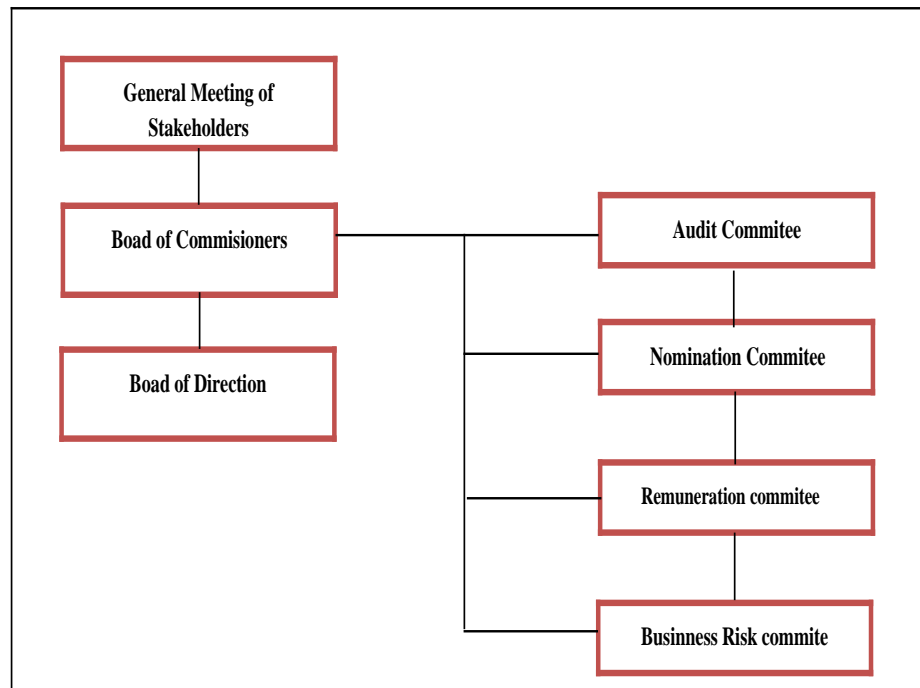 General Meeting of
Stakeholders
Boad of Commisioners
Audit Commitee
Nomination Commitee
Boad of Direction
Remuneration commitee
Businness Risk commite